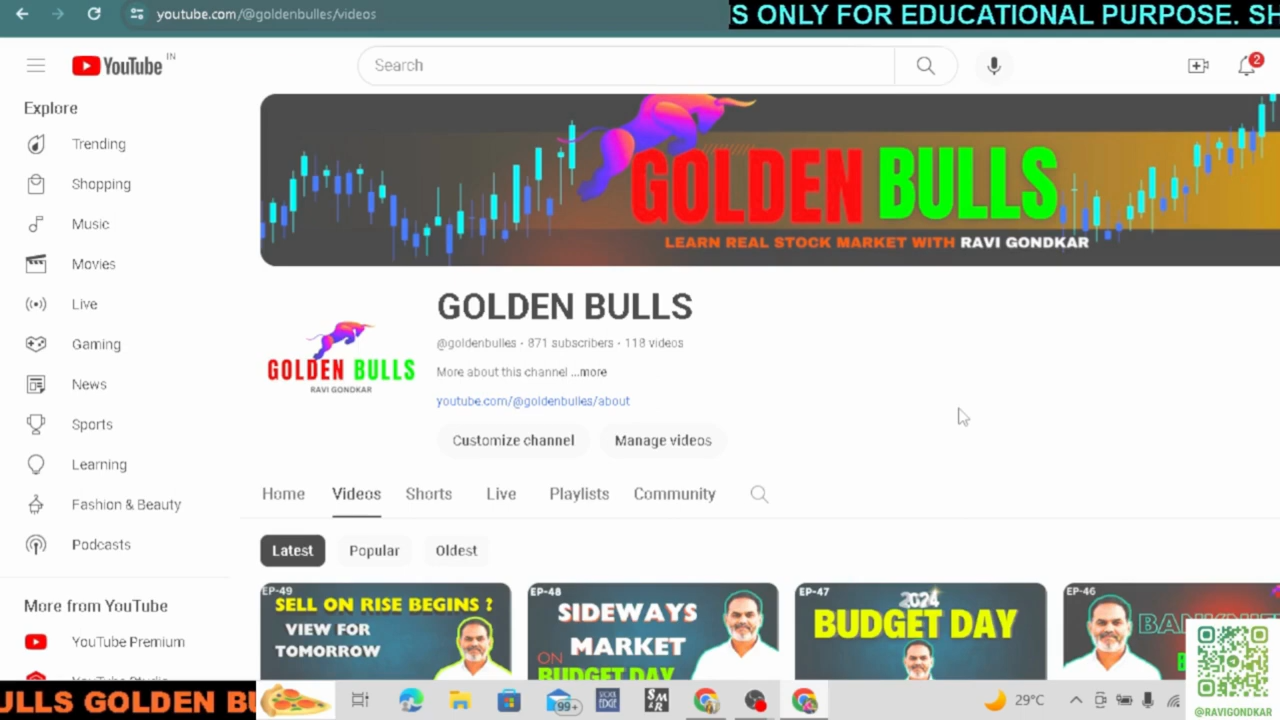 youtube.com/@goldenbulles/videos
S ONLY FOR EDUCATIONAL PURPOSE. SH
YouTube IN
Search
2
Explore
Trending
Shopping
Music
Movies
Live
Gaming
News
Sports
Learning
Fashion & Beauty
Podcasts
More from YouTube
YouTube Premium
GOLDEN BULLS
LEARN REAL STOCK MARKET WITH RAVI GONDKAR
GOLDEN BULLS
RAVI GONDKAR
GOLDEN BULLS
@goldenbulles • 871 subscribers • 118 videos
More about this channel ...more
youtube.com/@goldenbulles/about
Customize channel
Manage videos
Home
Videos
Shorts
Live
Playlists
Community
Latest
Popular
Oldest
EP-49
SELL ON RISE BEGINS ?
VIEW FOR
TOMORROW
EP-48
SIDEWAYS
MARKET
ON
BUDGET DAY
EP-47
2024
BUDGET DAY
EP-46
ULLS GOLDEN BU
99+
STOCK EDGE
29°C
@RAVIGONDKAR